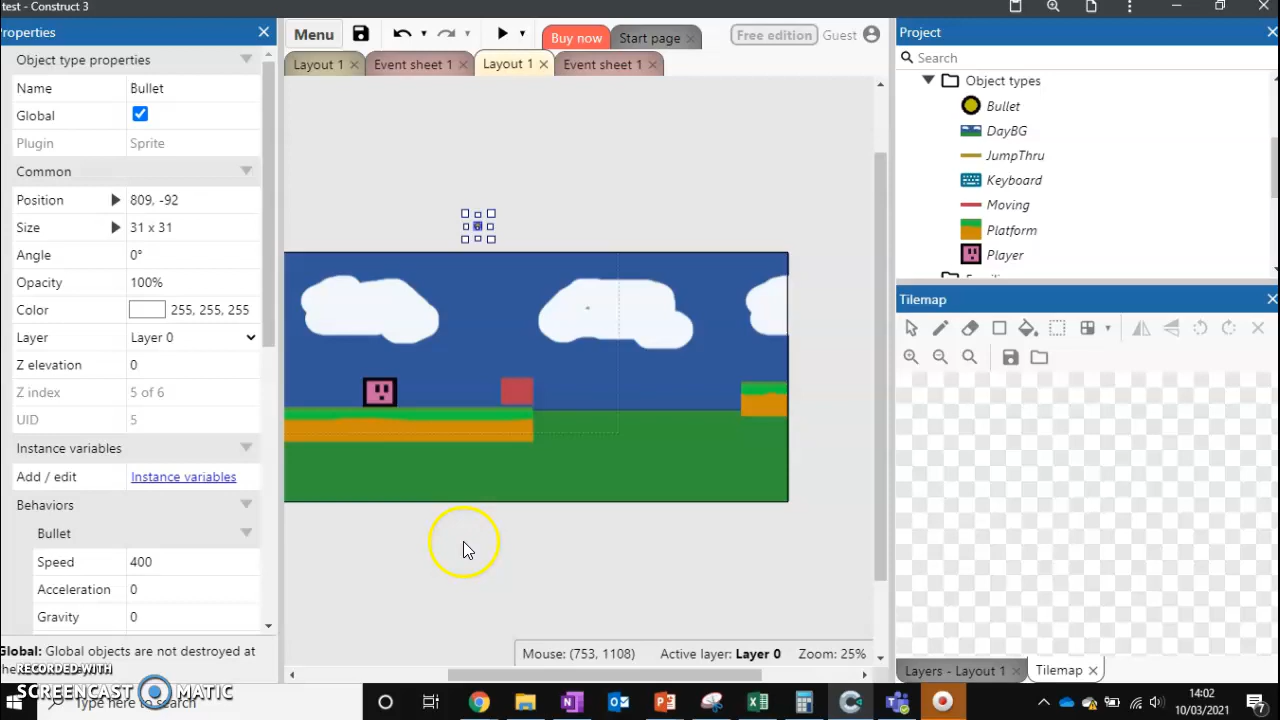 test - Construct 3
roperties
Object type properties
Name Bullet
Global
Plugin Sprite
Common
Position 809, -92
Size 31 x 31
Angle 0°
Opacity 100%
Color 255, 255, 255
Layer Layer 0
Z elevation 0
Z index 5 of 6
UID 5
Instance variables
Add / edit Instance variables
Behaviors
Bullet
Speed 400
Acceleration 0
Gravity 0
Global: Global objects are not destroyed at
RECORDED WITH
SCREENCAST MATIC
Menu
Buy now
Start page
Free edition
Guest
Layout 1
Event sheet 1
Layout 1
Event sheet 1
Mouse: (753, 1108) Active layer: Layer 0 Zoom: 25%
Project
Search
Object types
Bullet
DayBG
JumpThru
Keyboard
Moving
Platform
Player
Tilemap
Layers - Layout 1
Tilemap
Type here to search
14:02
10/03/2021
7